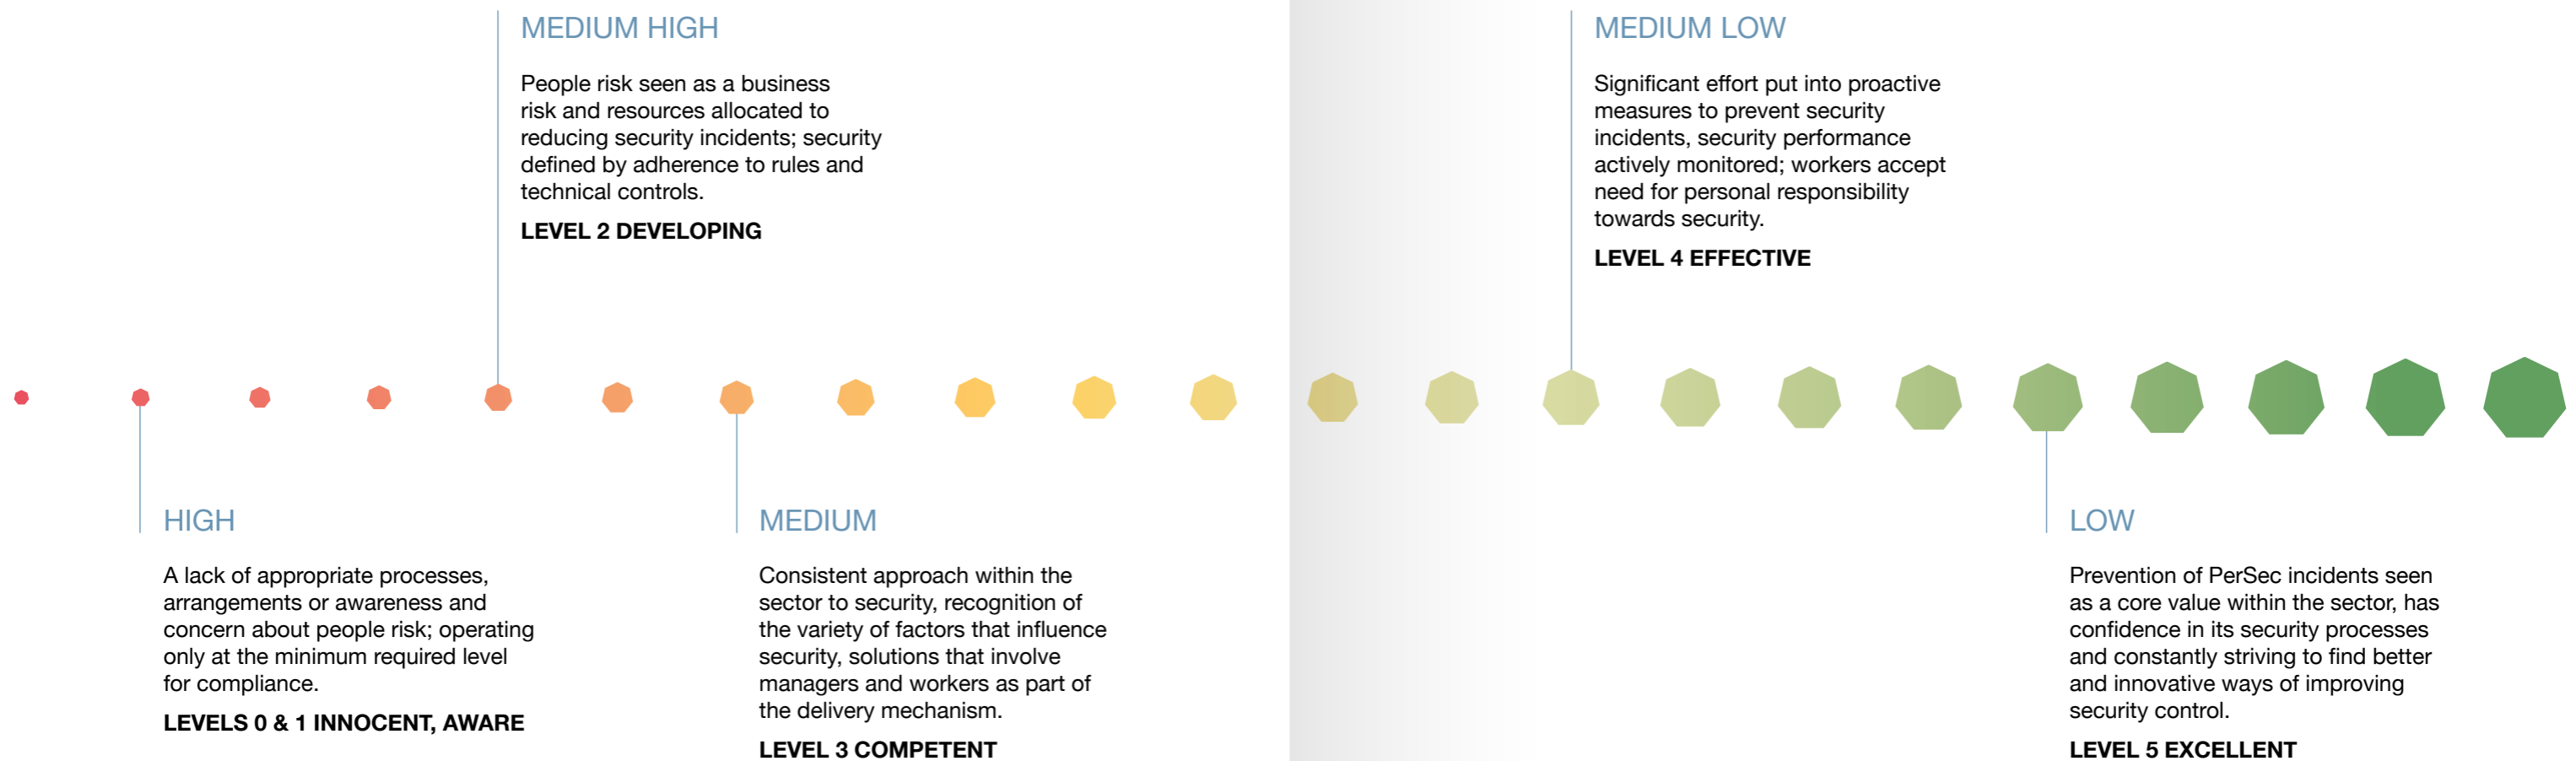 MEDIUM HIGH
People risk seen as a business
risk and resources allocated to
reducing security incidents; security
defined by adherence to rules and
technical controls.
LEVEL 2 DEVELOPING
MEDIUM LOW
Significant effort put into proactive
measures to prevent security
incidents, security performance
actively monitored; workers accept
need for personal responsibility
towards security.
LEVEL 4 EFFECTIVE
HIGH
A lack of appropriate processes,
arrangements or awareness and
concern about people risk; operating
only at the minimum required level
for compliance.
LEVELS 0 & 1 INNOCENT, AWARE
MEDIUM
Consistent approach within the
sector to security, recognition of
the variety of factors that influence
security, solutions that involve
managers and workers as part of
the delivery mechanism.
LEVEL 3 COMPETENT
LOW
Prevention of PerSec incidents seen
as a core value within the sector, has
confidence in its security processes
and constantly striving to find better
and innovative ways of improving
security control.
LEVEL 5 EXCELLENT